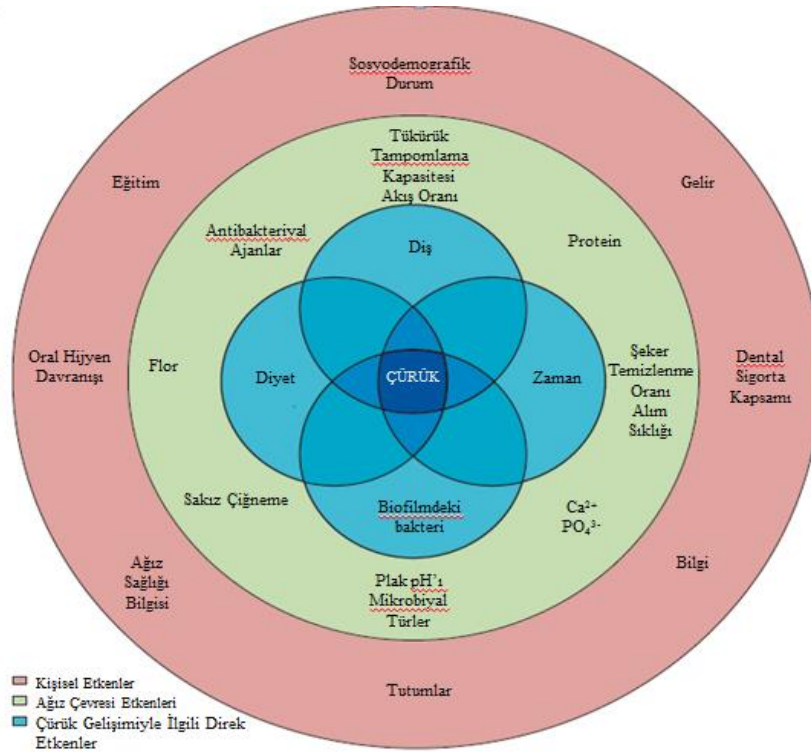 Sosyodemografik
Durum
Eğitim
Gelir
Tükürük
Tampomlama
Kapasitesi
Akış Oranı
Antibakteriyal
Ajanlar
Protein
Diş
Oral Hijyen
Davranışı
Flor
Diyet
ÇÜRÜK
Zaman
Şeker
Temizlenme
Oranı
Alım
Sıklığı
Dental
Sigorta
Kapsamı
Sakız Çiğneme
Biofilmdeki
bakteri
Ca²⁺
PO₄³⁻
Ağız
Sağlığı
Bilgisi
Plak pH’ı
Mikrobiyal
Türler
Bilgi
Tutumlar
Kişisel Etkenler
Ağız Çevresi Etkenleri
Çürük Gelişimiyle İlgili Direk
Etkenler